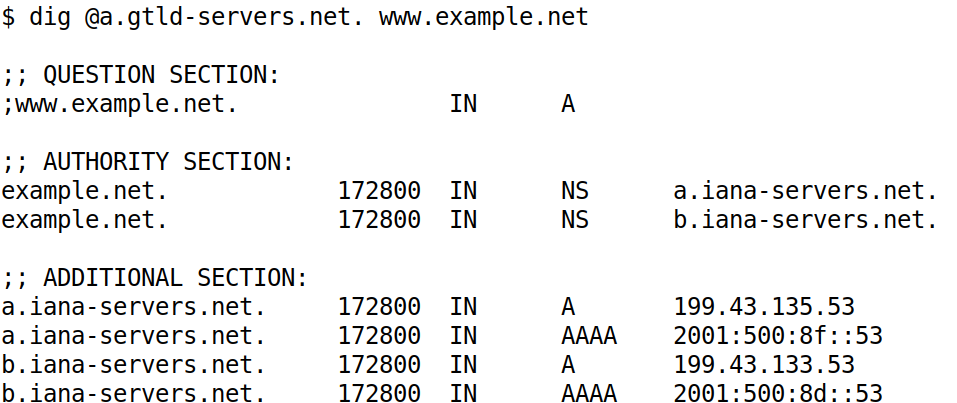 $ dig @a.gtld-servers.net. www.example.net
;; QUESTION SECTION:
;www.example.net. IN A
;; AUTHORITY SECTION:
example.net. 172800 IN NS a.iana-servers.net.
example.net. 172800 IN NS b.iana-servers.net.
;; ADDITIONAL SECTION:
a.iana-servers.net. 172800 IN A 199.43.135.53
a.iana-servers.net. 172800 IN AAAA 2001:500:8f::53
b.iana-servers.net. 172800 IN A 199.43.133.53
b.iana-servers.net. 172800 IN AAAA 2001:500:8d::53